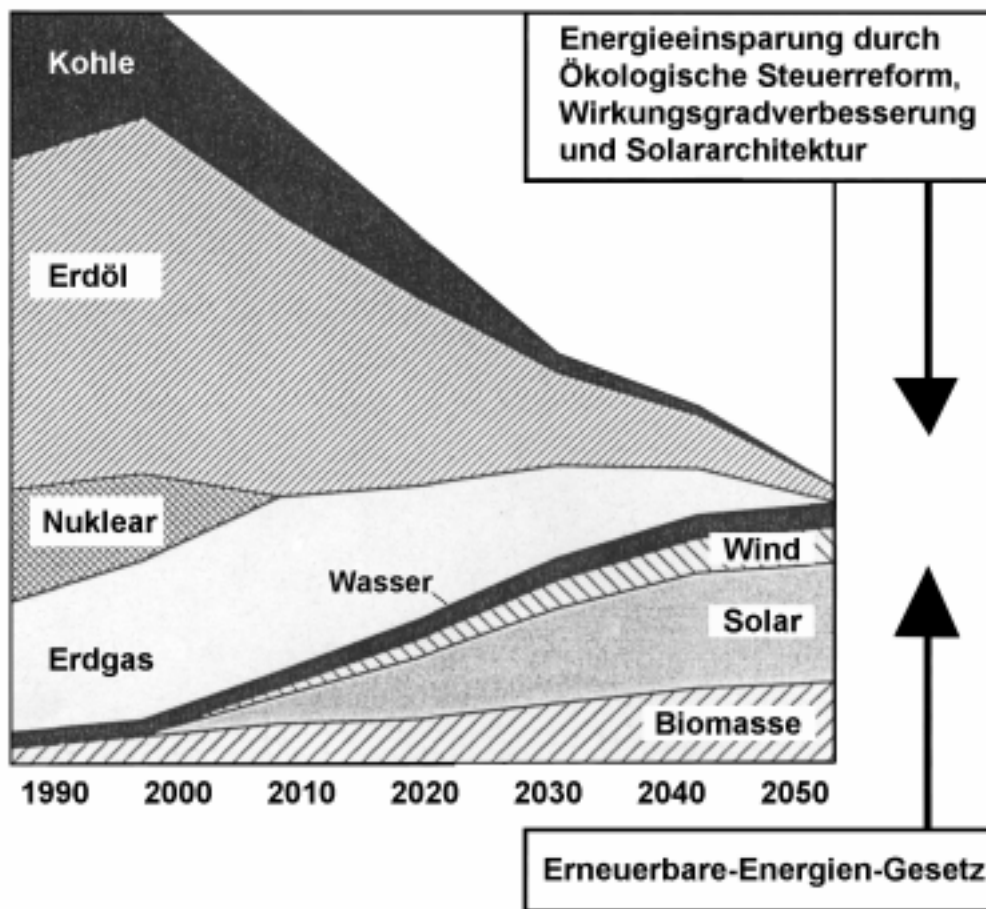 Kohle
Energieeinsparung durch
Ökologische Steuerreform,
Wirkungsgradverbesserung
und Solararchitektur
Erdöl
Nuklear
Wasser
Wind
Erdgas
Solar
Biomasse
1990 2000 2010 2020 2030 2040 2050
Erneuerbare-Energien-Gesetz